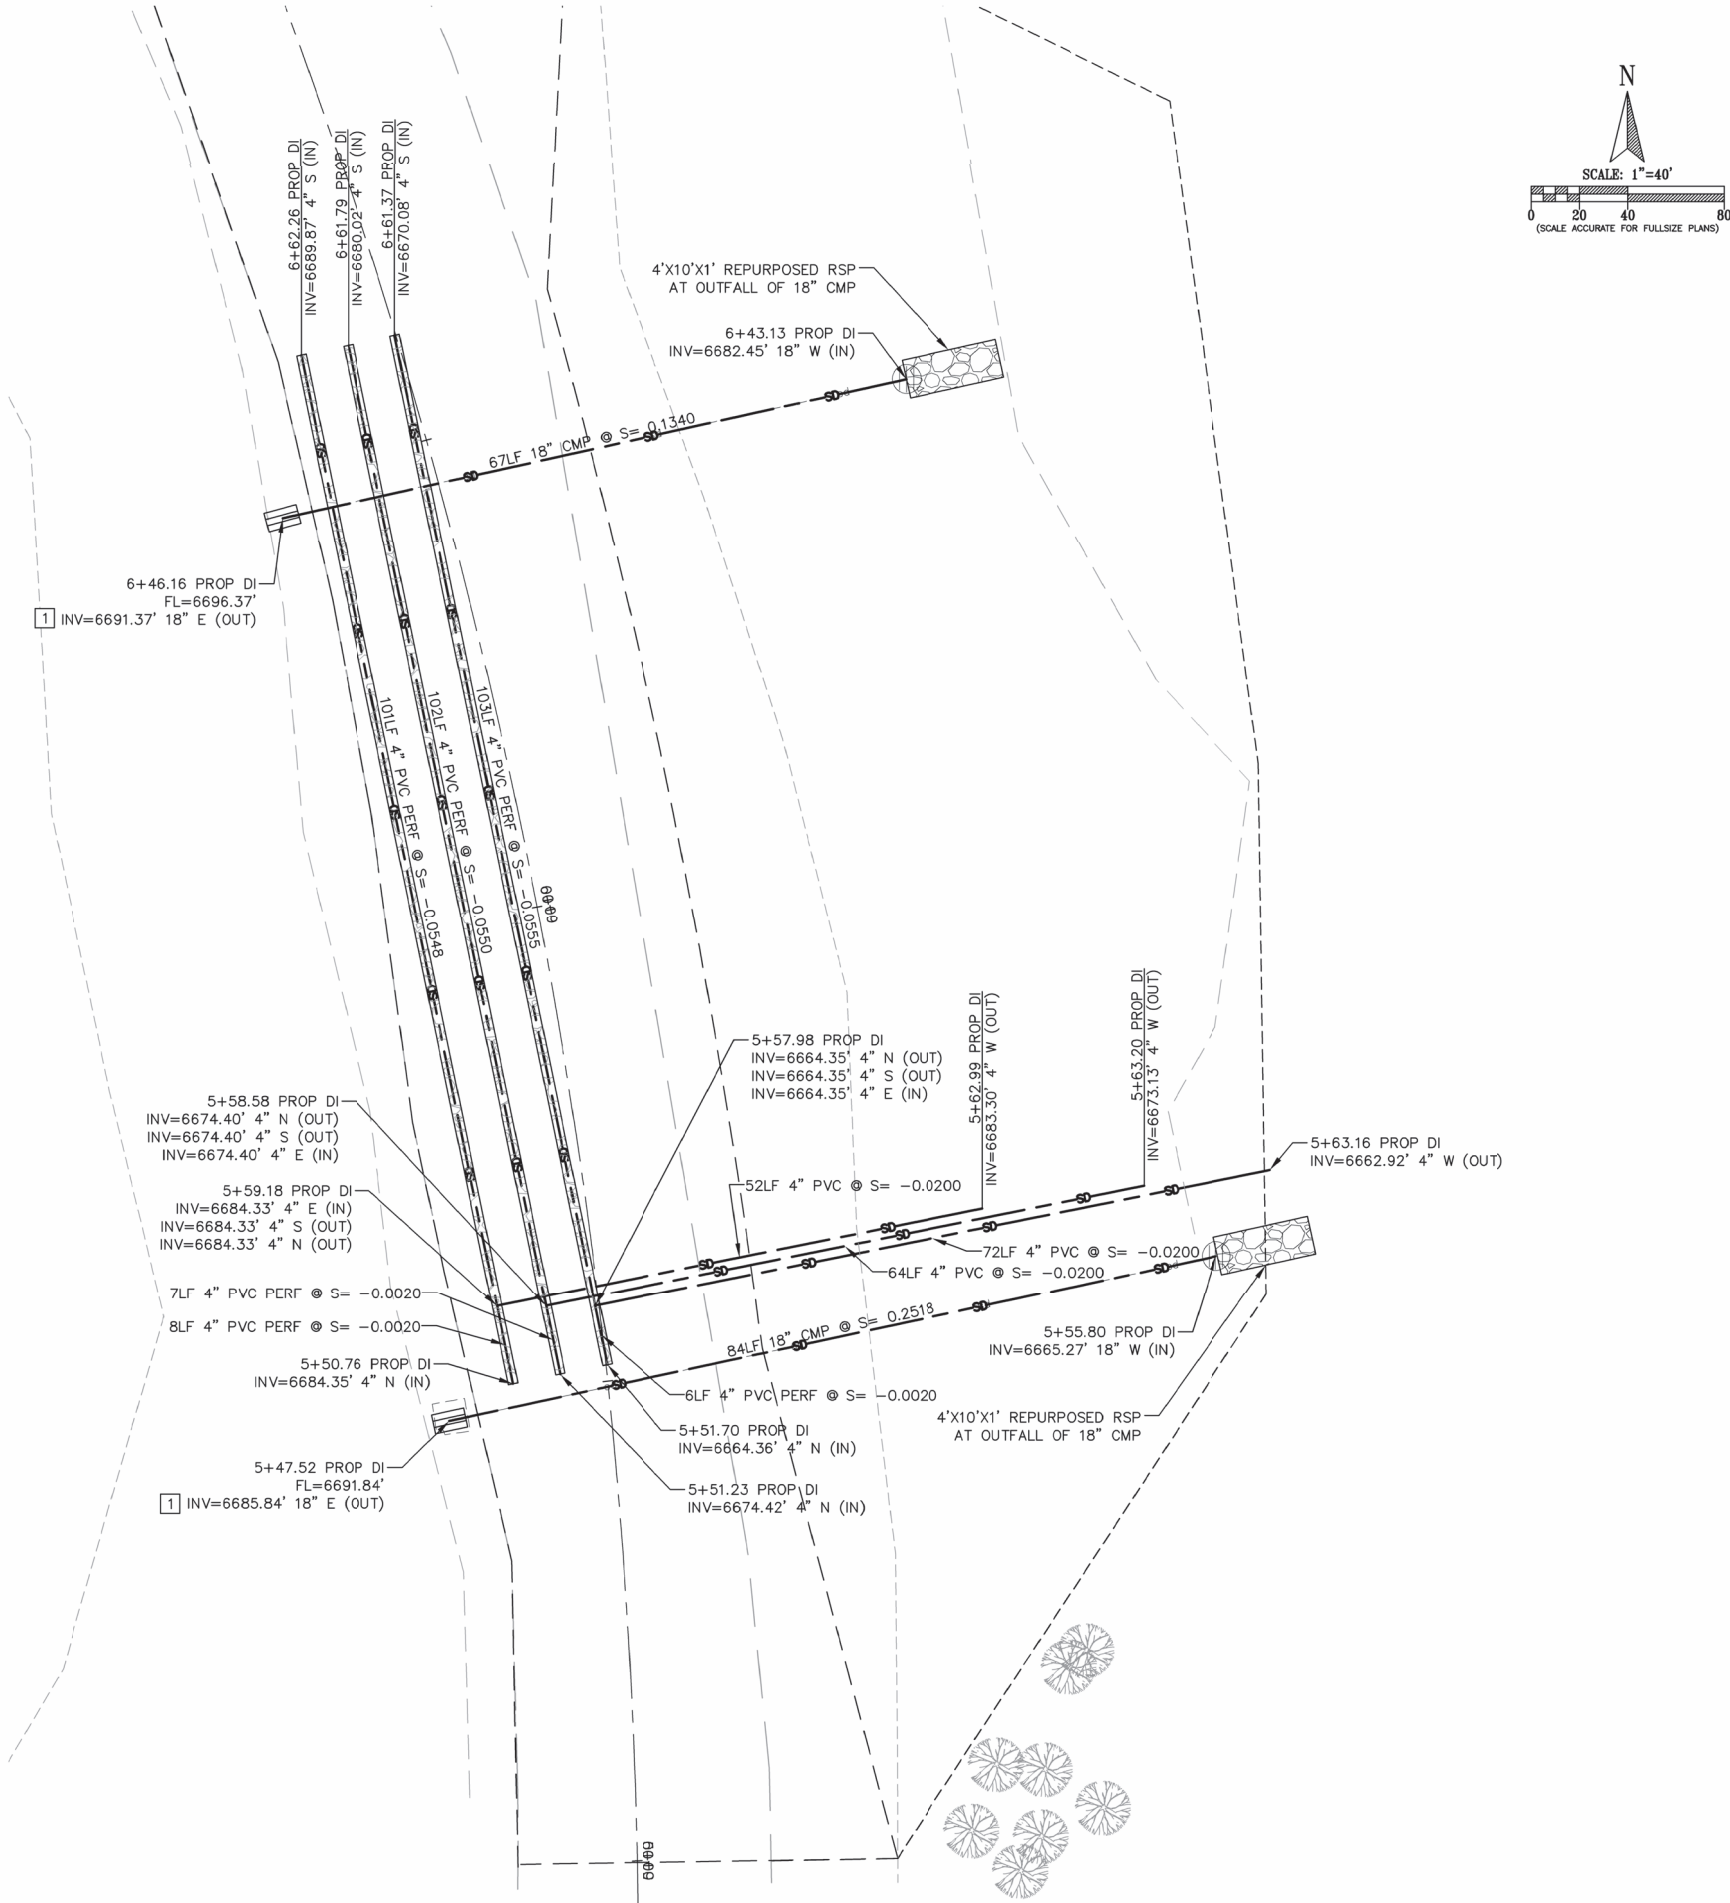 N
SCALE: 1"=40'
0 20 40 80
(SCALE ACCURATE FOR FULLSIZE PLANS)
6+62.26 PROP DI
INV=6689.87' 4" S (IN)
6+61.79 PROP DI
INV=6680.02' 4" S (IN)
6+61.37 PROP DI
INV=6670.08' 4" S (IN)
4'X10'X1' REPURPOSED RSP
AT OUTFALL OF 18" CMP
6+43.13 PROP DI
INV=6682.45' 18" W (IN)
SD
SD
SD
67LF 18" CMP @ S= 0.1340
6+46.16 PROP DI
FL=6696.37'
1 INV=6691.37' 18" E (OUT)
101LF 4" PVC PERF @ S= -0.0548
102LF 4" PVC PERF @ S= -0.0550
103LF 4" PVC PERF @ S= -0.0555
5+57.98 PROP DI
INV=6664.35' 4" N (OUT)
INV=6664.35' 4" S (OUT)
INV=6664.35' 4" E (IN)
5+62.99 PROP DI
INV=6683.30' 4" W (OUT)
5+63.20 PROP DI
INV=6673.13' 4" W (OUT)
5+58.58 PROP DI
INV=6674.40' 4" N (OUT)
INV=6674.40' 4" S (OUT)
INV=6674.40' 4" E (IN)
5+63.16 PROP DI
INV=6662.92' 4" W (OUT)
5+59.18 PROP DI
INV=6684.33' 4" E (IN)
INV=6684.33' 4" S (OUT)
INV=6684.33' 4" N (OUT)
52LF 4" PVC @ S= -0.0200
SD
SD
SD
SD
SD
SD
SD
SD
72LF 4" PVC @ S= -0.0200
64LF 4" PVC @ S= -0.0200
7LF 4" PVC PERF @ S= -0.0020
8LF 4" PVC PERF @ S= -0.0020
SD
SD
SD
SD
84LF 18" CMP @ S= 0.2518
5+55.80 PROP DI
INV=6665.27' 18" W (IN)
5+50.76 PROP DI
INV=6684.35' 4" N (IN)
6LF 4" PVC PERF @ S= -0.0020
4'X10'X1' REPURPOSED RSP
AT OUTFALL OF 18" CMP
5+51.70 PROP DI
INV=6664.36' 4" N (IN)
5+47.52 PROP DI
FL=6691.84'
1 INV=6685.84' 18" E (OUT)
5+51.23 PROP DI
INV=6674.42' 4" N (IN)